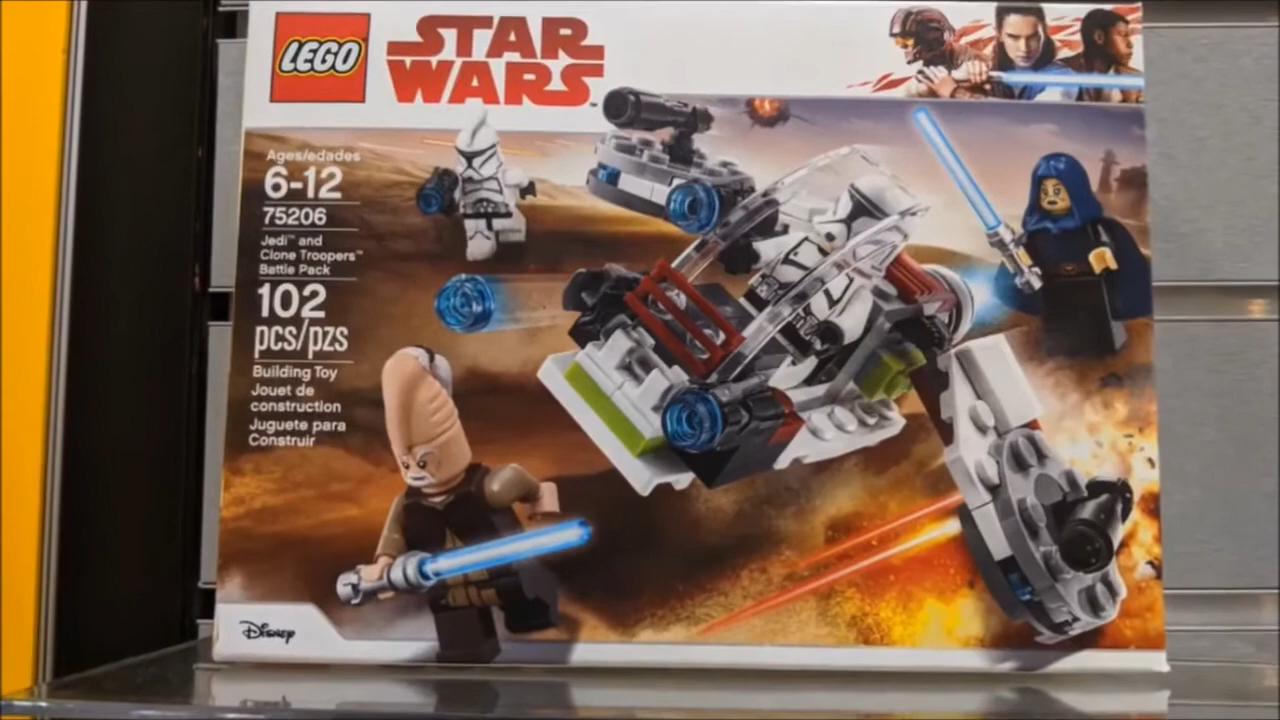 LEGO
STAR
WARS™
Ages/edades
6-12
75206
Jedi™ and
Clone Troopers™
Battle Pack
102
pcs/pzs
Building Toy
Jouet de
construction
Juguete para
Construir
Disney